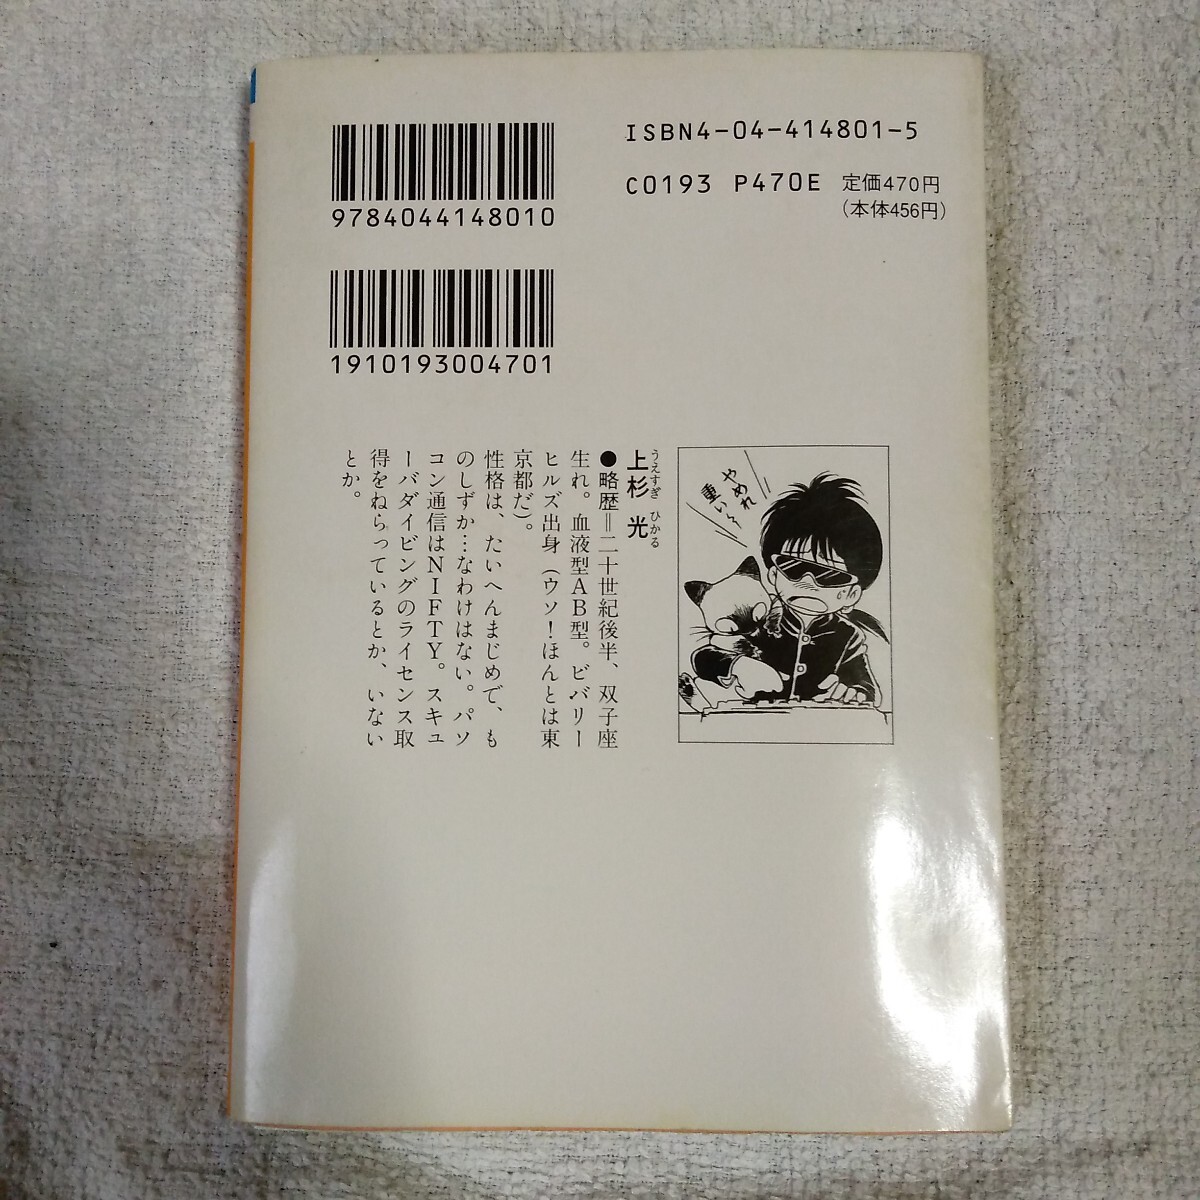 9784044148010
ISBN4-04-414801-5
C0193 P470E 定価470円
(本体456円)
1910193004701
やめれ
重い〜
うえすぎ ひかる
上杉 光
●略歴=二十世紀後半、双子座
生れ。血液型AB型。ビバリー
ヒルズ出身(ウソ!ほんとは東
京都だ)。
性格は、たいへんまじめで、も
のしずか…なわけはない。パソ
コン通信はNIFTY。スキュ
ーバダイビングのライセンス取
得をねらっているとか、いない
とか。